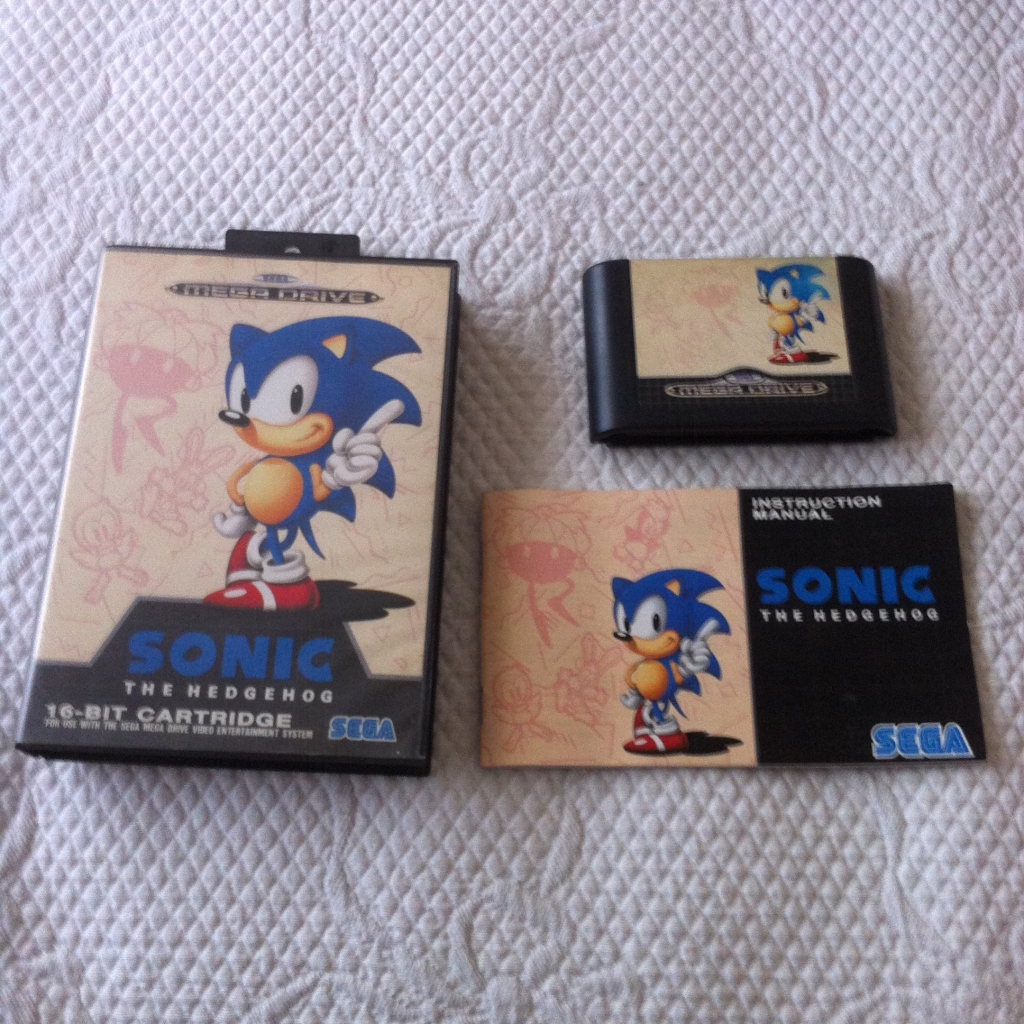 SEGA
MEGA DRIVE
SONIC
THE HEDGEHOG
16-BIT CARTRIDGE
FOR USE WITH THE SEGA MEGA DRIVE VIDEO ENTERTAINMENT SYSTEM
SEGA
MEGA DRIVE
INSTRUCTION
MANUAL
SONIC
THE HEDGEHOG
SEGA